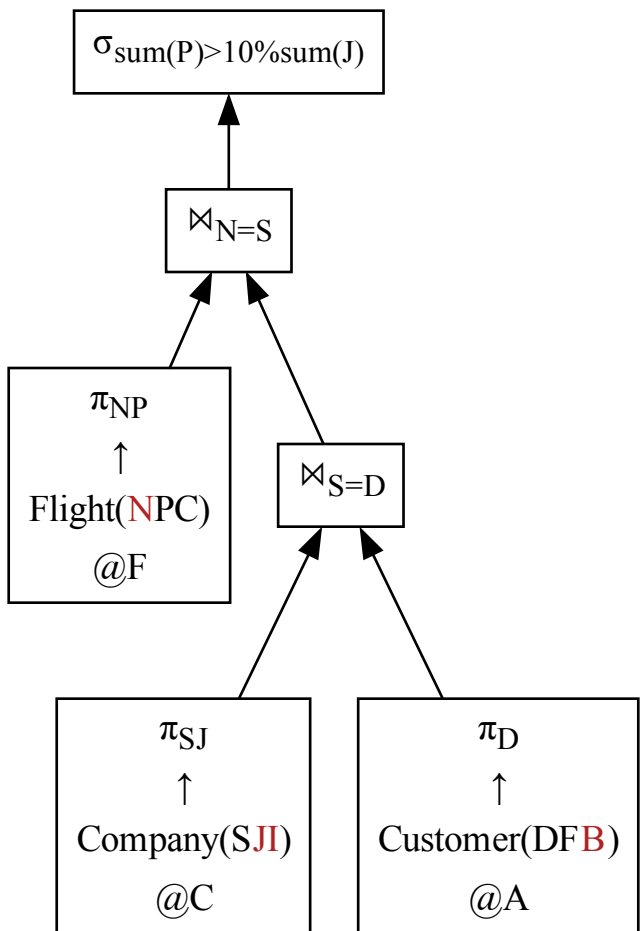 σsum(P)>10%sum(J)
⋈N=S
πNP
↑
Flight(NPC)
@F
⋈S=D
πSJ
↑
Company(SJI)
@C
πD
↑
Customer(DFB)
@A